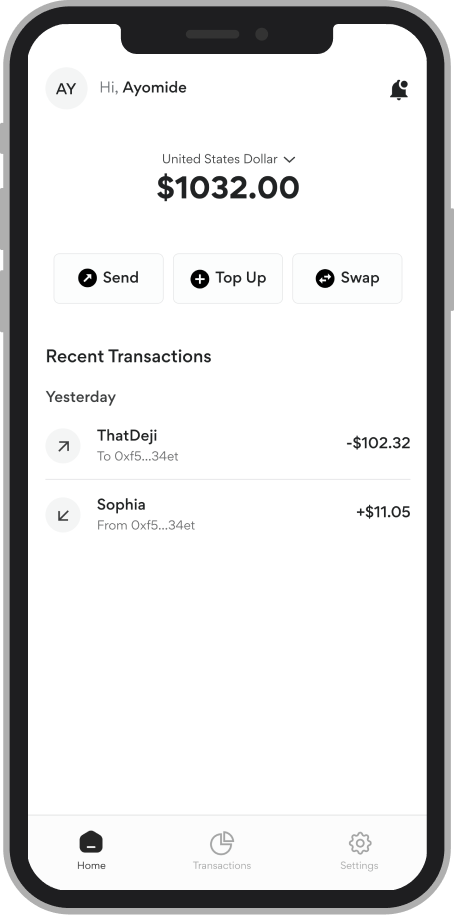 AY
Hi, Ayomide
United States Dollar
$1032.00
Send
Top Up
Swap
Recent Transactions
Yesterday
ThatDeji
-$102.32
To 0xf5...34et
Sophia
+$11.05
From 0xf5...34et
Home
Transactions
Settings